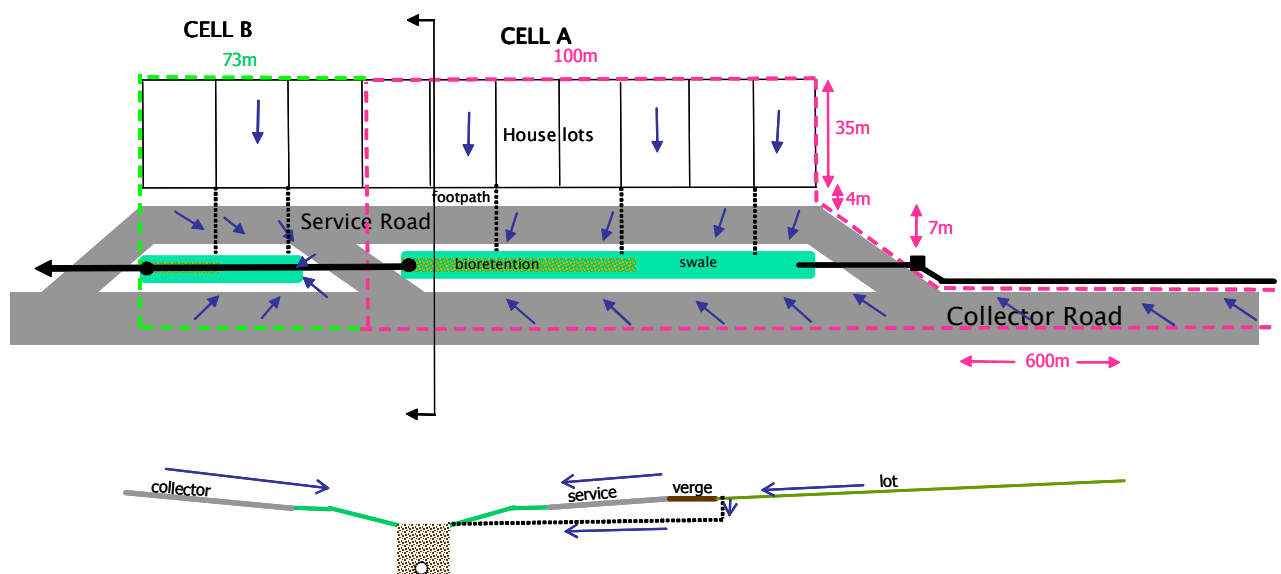 CELL B
CELL A
73m
100m
House lots
35m
footpath
4m
Service Road
7m
bioretention
swale
Collector Road
600m
collector
service
verge
lot